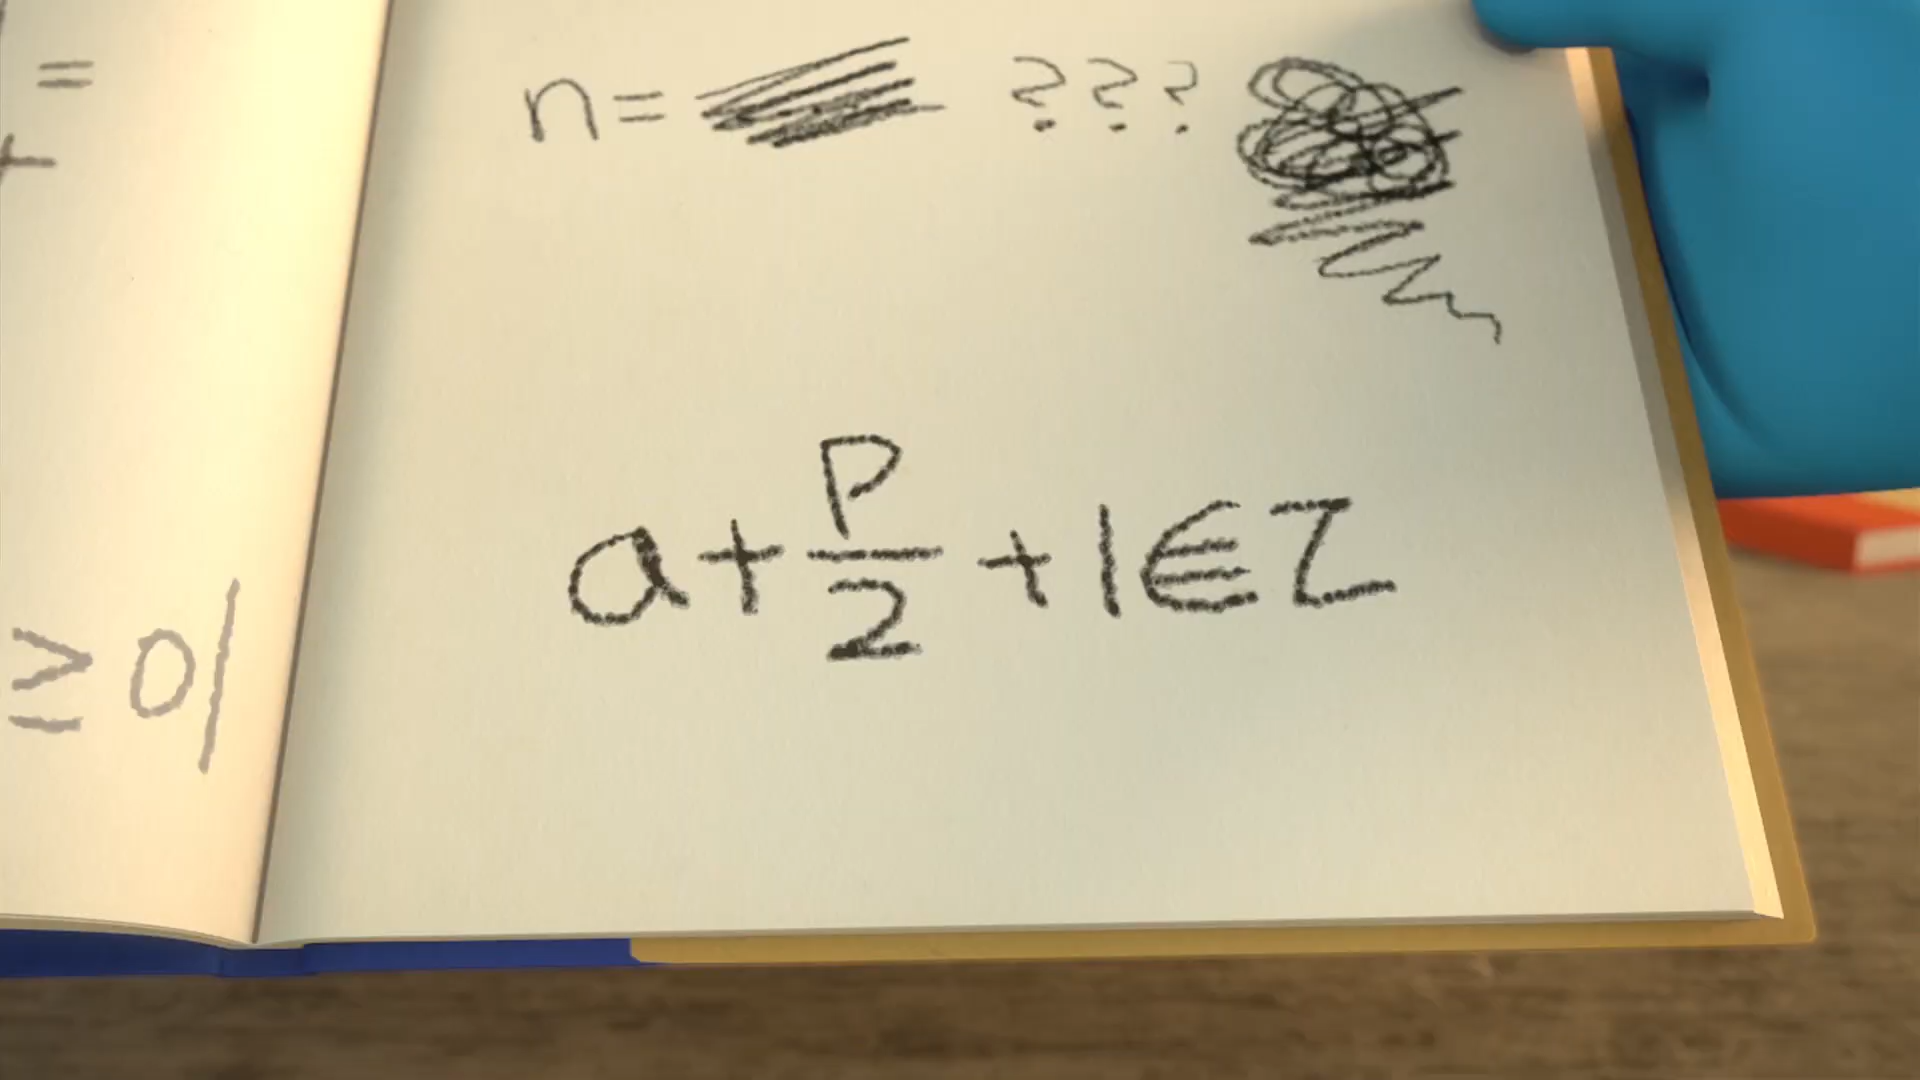 =
+
≥ 0
n= ???
a + P/2 + 1 ∈ Z